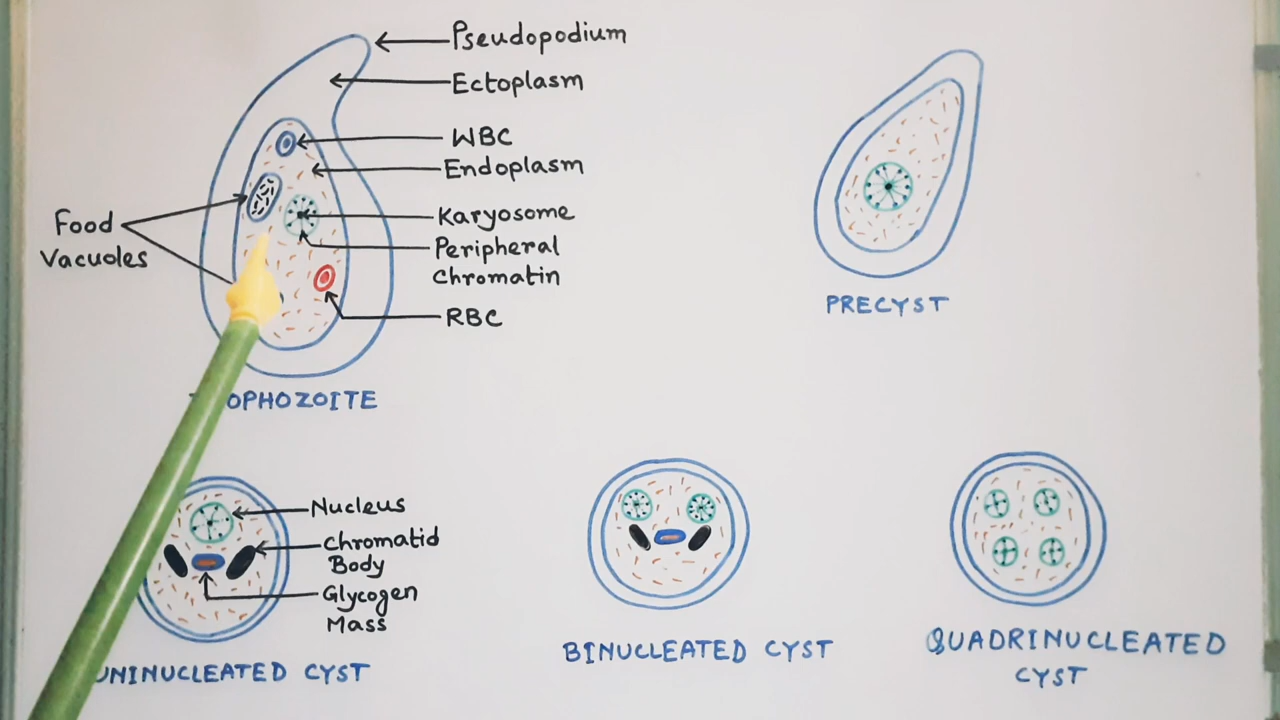 Pseudopodium
Ectoplasm
WBC
Endoplasm
Karyosome
Peripheral
Chromatin
RBC
Food
Vacuoles
PRECYST
Nucleus
Chromatid
Body
Glycogen
Mass
UNINUCLEATED CYST
BINUCLEATED CYST
QUADRINUCLEATED
CYST